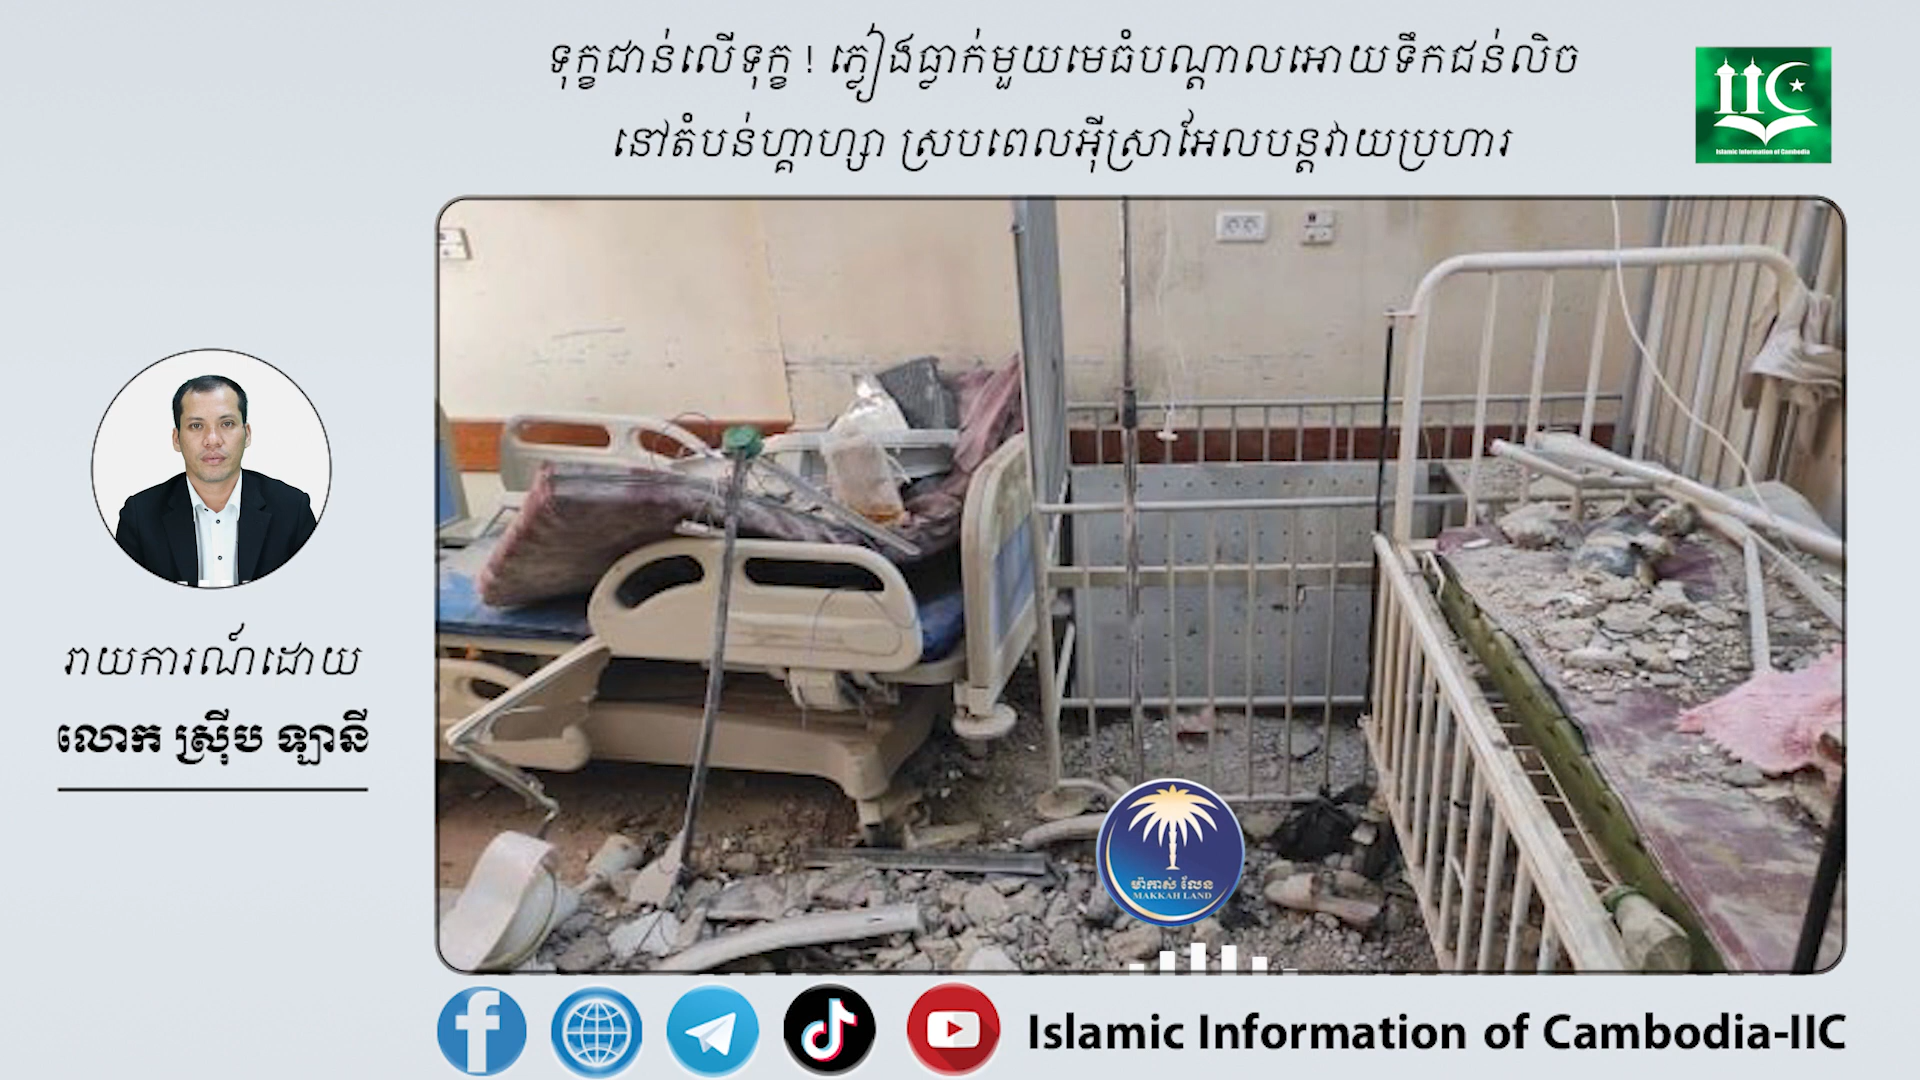 ទុក្ខជាន់លើទុក្ខ ! ភ្លៀងធ្លាក់មួយមេធំបណ្តាលអោយទឹកជន់លិច
នៅតំបន់ហ្គាហ្សា ស្របពេលអ៊ីស្រាអែលបន្តវាយប្រហារ
IIC
Islamic Information of Cambodia
រាយការណ៍ដោយ
លោក ស្រ៊ីប ឡានី
ម៉ាកាស់ លែន
MAKKAH LAND
Islamic Information of Cambodia-IIC